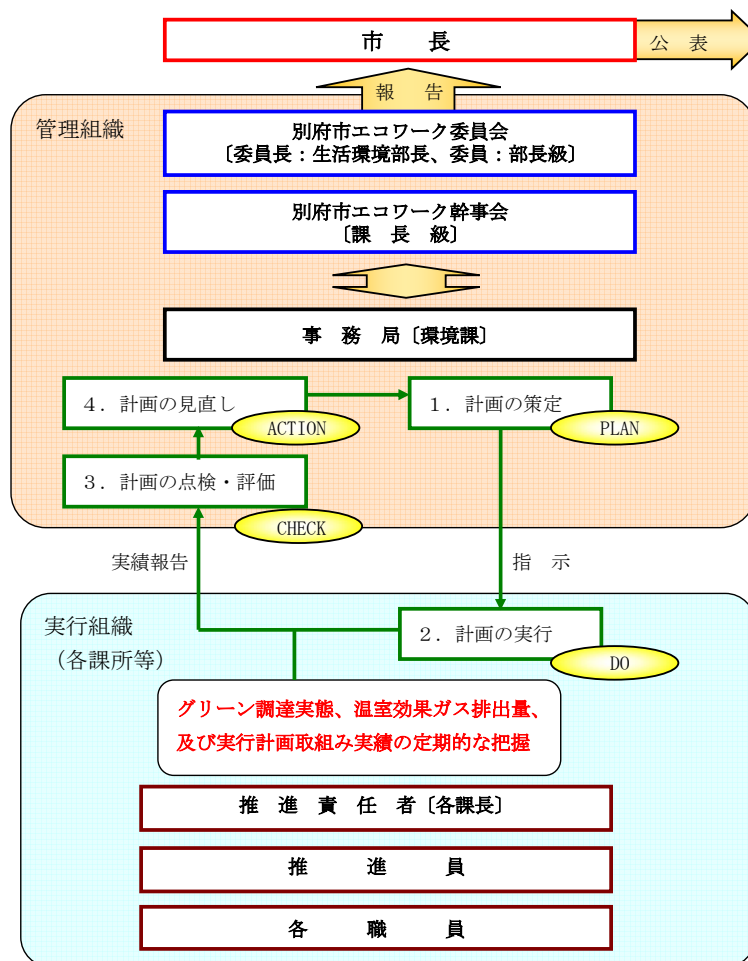 市　長
公　表
報　告
管理組織
別府市エコワーク委員会
〔委員長：生活環境部長、委員：部長級〕
別府市エコワーク幹事会
〔課　長　級〕
事　務　局〔環境課〕
４．計画の見直し
ACTION
１．計画の策定
PLAN
３．計画の点検・評価
CHECK
実績報告
指　示
実行組織
（各課所等）
２．計画の実行
DO
グリーン調達実態、温室効果ガス排出量、
及び実行計画取組み実績の定期的な把握
推　進　責　任　者〔各課長〕
推　進　員
各　職　員